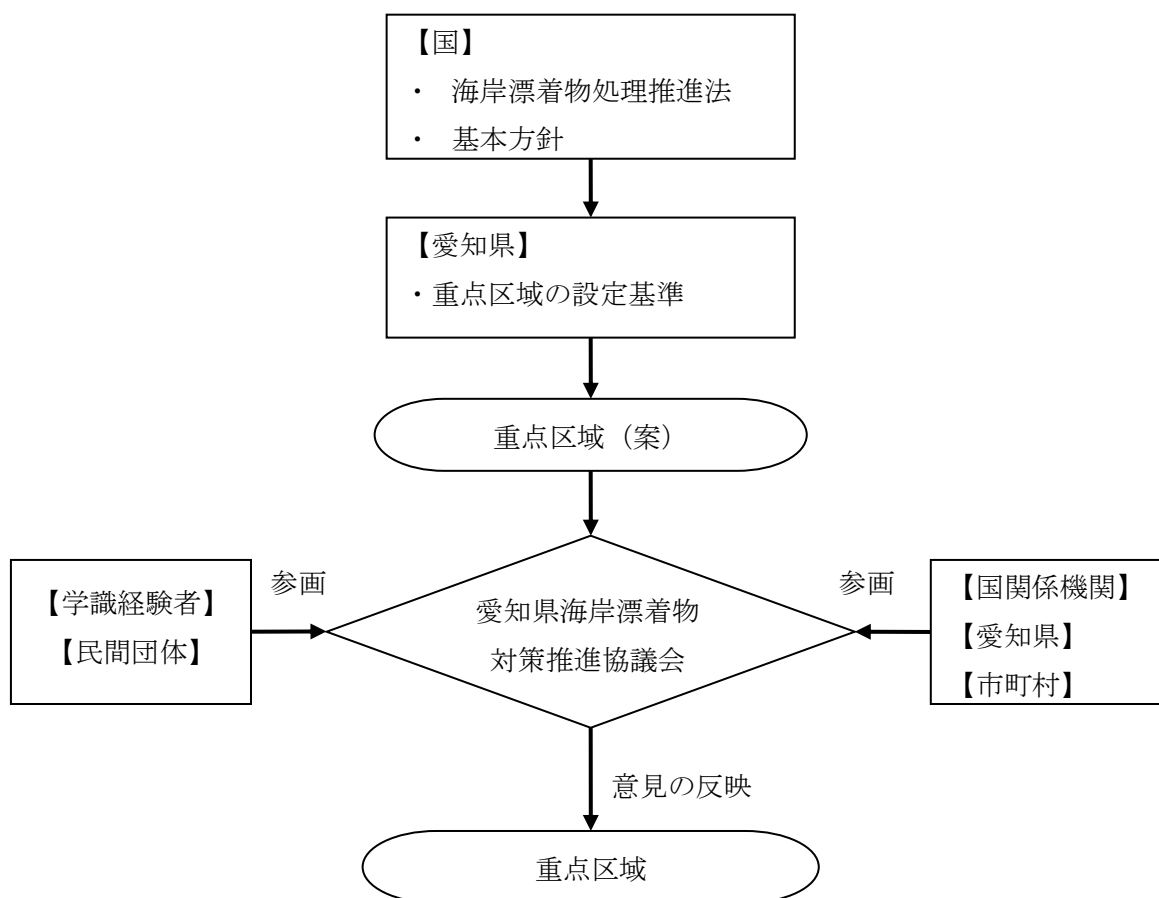 【国】
・ 海岸漂着物処理推進法
・ 基本方針
【愛知県】
・重点区域の設定基準
重点区域（案）
【学識経験者】
【民間団体】
参画
愛知県海岸漂着物
対策推進協議会
参画
【国関係機関】
【愛知県】
【市町村】
意見の反映
重点区域